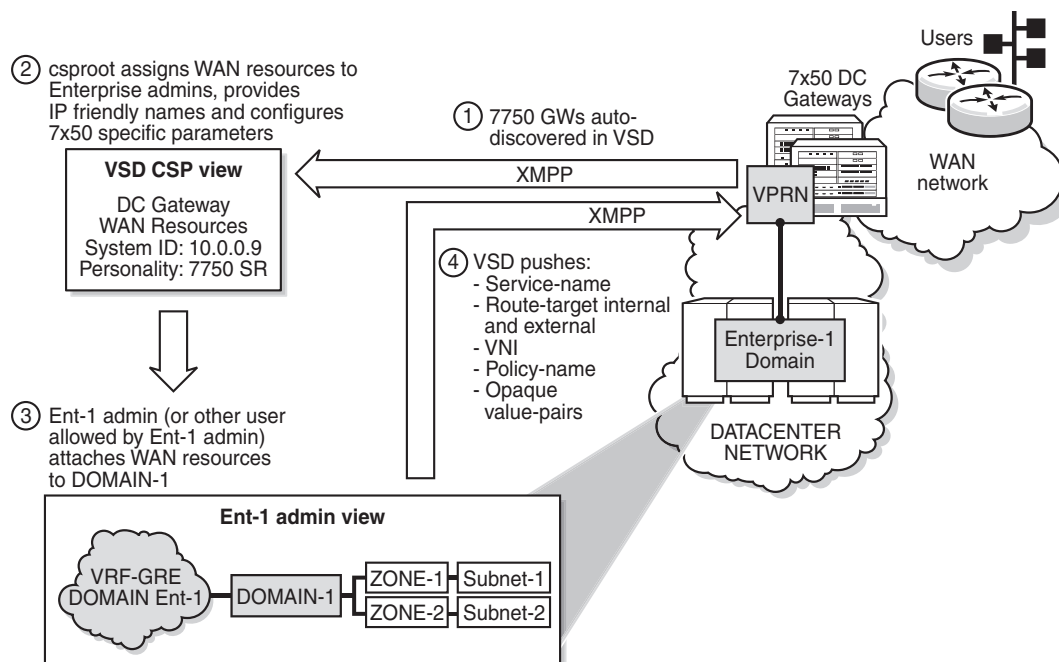 ② csproot assigns WAN resources to
Enterprise admins, provides
IP friendly names and configures
7x50 specific parameters
① 7750 GWs auto-
discovered in VSD
XMPP
7x50 DC
Gateways
Users
WAN
network
VPRN
VSD CSP view
DC Gateway
WAN Resources
System ID: 10.0.0.9
Personality: 7750 SR
XMPP
④ VSD pushes:
- Service-name
- Route-target internal
and external
- VNI
- Policy-name
- Opaque
value-pairs
Enterprise-1
Domain
DATACENTER
NETWORK
③ Ent-1 admin (or other user
allowed by Ent-1 admin)
attaches WAN resources
to DOMAIN-1
Ent-1 admin view
VRF-GRE
DOMAIN Ent-1
DOMAIN-1
ZONE-1
Subnet-1
ZONE-2
Subnet-2